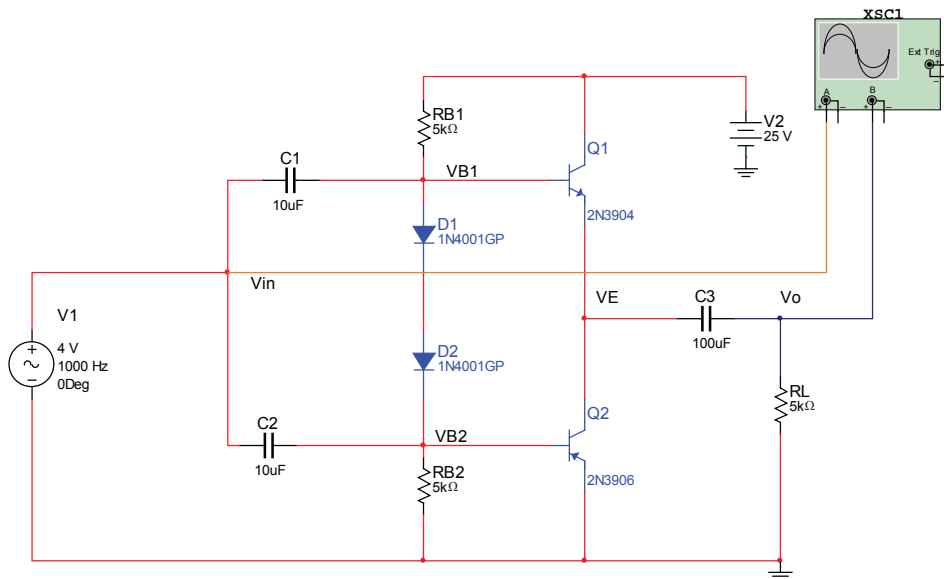 XSC1
Ext Trig
+
−
A
B
+
−
+
−
RB1
5kΩ
V2
25 V
Q1
C1
10uF
VB1
2N3904
D1
1N4001GP
Vin
VE
C3
100uF
Vo
V1
4 V
1000 Hz
0Deg
+
−
D2
1N4001GP
RL
5kΩ
Q2
C2
10uF
VB2
RB2
5kΩ
2N3906